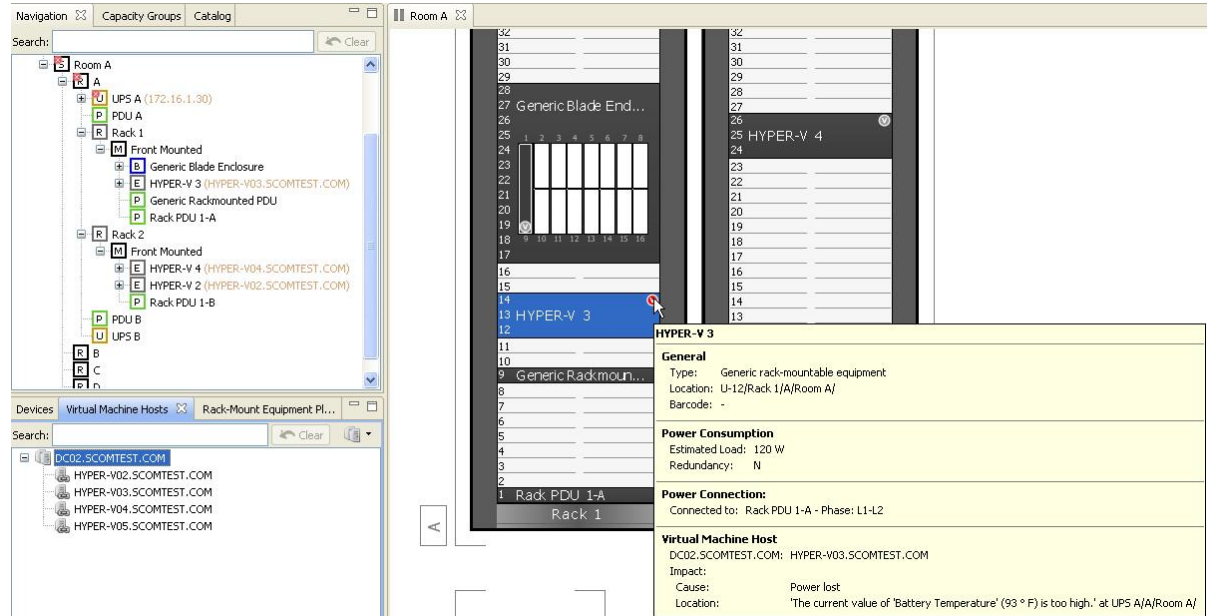 Navigation Capacity Groups Catalog
Search: Clear
S Room A
R A
U UPS A (172.16.1.30)
P PDU A
R Rack 1
M Front Mounted
B Generic Blade Enclosure
E HYPER-V 3 (HYPER-V03.SCOMTEST.COM)
P Generic Rackmounted PDU
P Rack PDU 1-A
R Rack 2
M Front Mounted
E HYPER-V 4 (HYPER-V04.SCOMTEST.COM)
E HYPER-V 2 (HYPER-V02.SCOMTEST.COM)
P Rack PDU 1-B
P PDU B
U UPS B
R B
R C
R D
Devices Virtual Machine Hosts Rack-Mount Equipment Pl...
Search: Clear
DC02.SCOMTEST.COM
HYPER-V02.SCOMTEST.COM
HYPER-V03.SCOMTEST.COM
HYPER-V04.SCOMTEST.COM
HYPER-V05.SCOMTEST.COM
Room A
32
31
30
29
28
27 Generic Blade End...
26
25 1 2 3 4 5 6 7 8
24
23
22
21
20
19 V
18 9 10 11 12 13 14 15 16
17
16
15
14
13 HYPER-V 3
12
11
10
9 Generic Rackmoun...
8
7
6
5
4
3
2
1 Rack PDU 1-A
Rack 1
A
32
31
30
29
28
27
26 V
25 HYPER-V 4
24
23
22
21
20
19
18
17
16
15
14
13
HYPER-V 3
General
Type: Generic rack-mountable equipment
Location: U-12/Rack 1/A/Room A/
Barcode: -
Power Consumption
Estimated Load: 120 W
Redundancy: N
Power Connection:
Connected to: Rack PDU 1-A - Phase: L1-L2
Virtual Machine Host
DC02.SCOMTEST.COM: HYPER-V03.SCOMTEST.COM
Impact:
Cause: Power lost
Location: 'The current value of 'Battery Temperature' (93 ° F) is too high.' at UPS A/A/Room A/